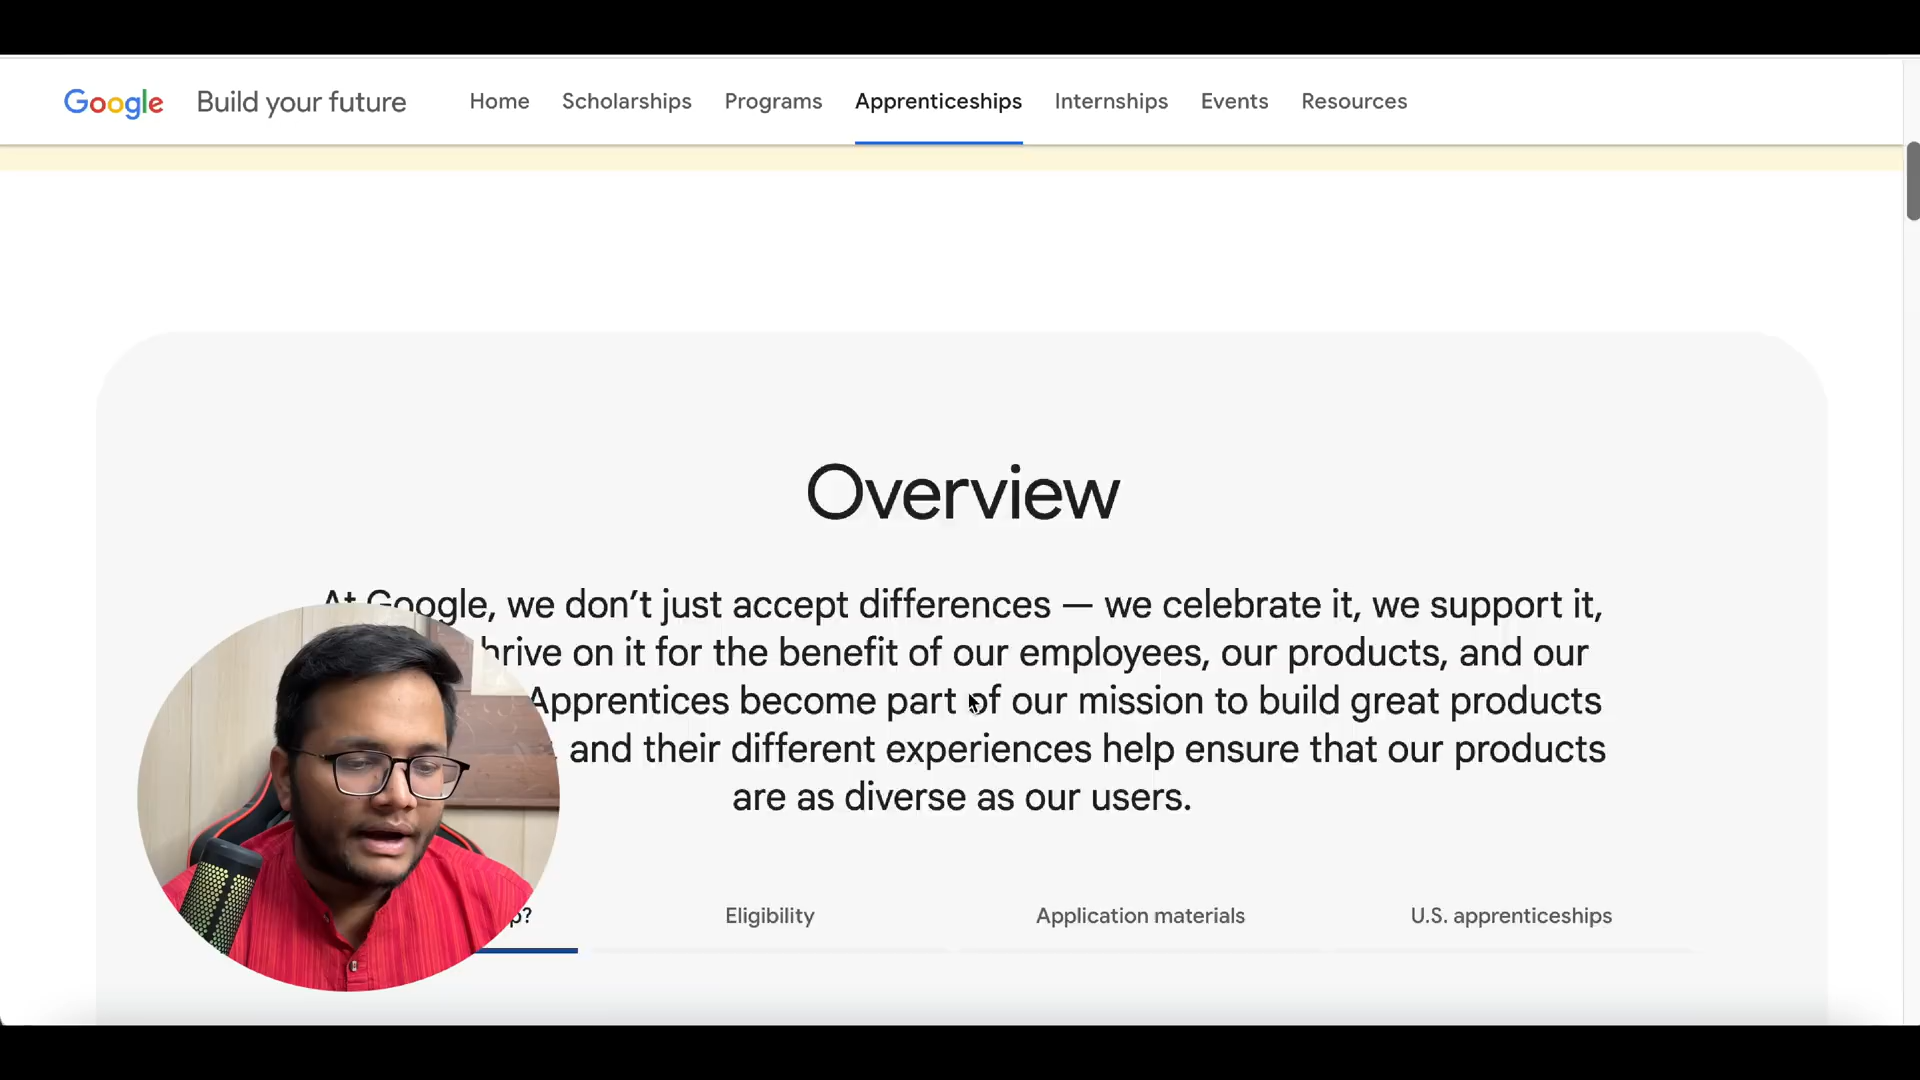 Google Build your future Home Scholarships Programs Apprenticeships Internships Events Resources
Overview
At Google, we don’t just accept differences — we celebrate it, we support it,
hrive on it for the benefit of our employees, our products, and our
Apprentices become part of our mission to build great products
and their different experiences help ensure that our products
are as diverse as our users.
p? Eligibility Application materials U.S. apprenticeships